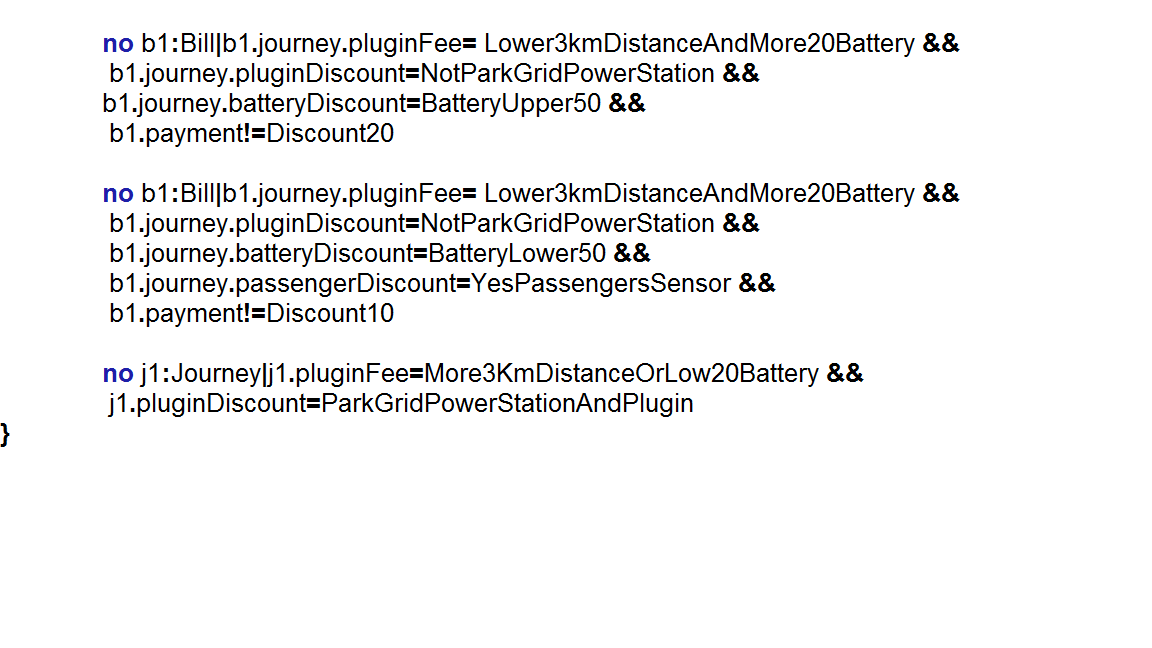 no b1:Bill|b1.journey.pluginFee= Lower3kmDistanceAndMore20Battery &&
b1.journey.pluginDiscount=NotParkGridPowerStation &&
b1.journey.batteryDiscount=BatteryUpper50 &&
b1.payment!=Discount20
no b1:Bill|b1.journey.pluginFee= Lower3kmDistanceAndMore20Battery &&
b1.journey.pluginDiscount=NotParkGridPowerStation &&
b1.journey.batteryDiscount=BatteryLower50 &&
b1.journey.passengerDiscount=YesPassengersSensor &&
b1.payment!=Discount10
no j1:Journey|j1.pluginFee=More3KmDistanceOrLow20Battery &&
j1.pluginDiscount=ParkGridPowerStationAndPlugin
}